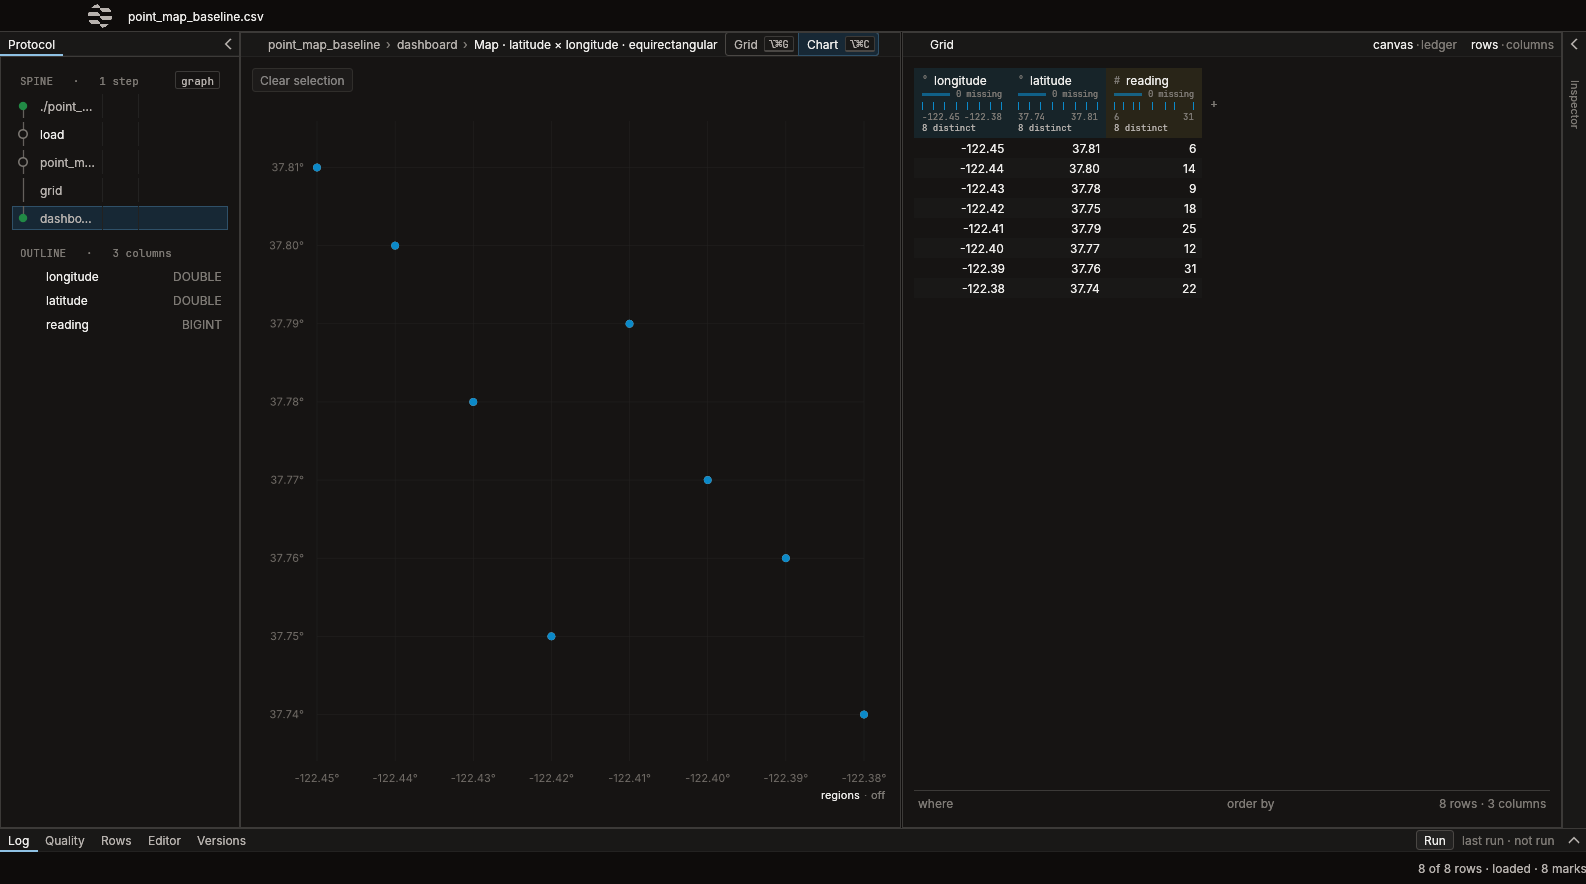 point_map_baseline.csv
Protocol
point_map_baseline › dashboard › Map · latitude × longitude · equirectangular
Grid ⌥⌘G
Chart ⌥⌘C
Grid
canvas · ledger rows · columns
SPINE · 1 step graph
./point_...
load
point_m...
grid
dashbo...
OUTLINE · 3 columns
longitude DOUBLE
latitude DOUBLE
reading BIGINT
Clear selection
37.81°
37.80°
37.79°
37.78°
37.77°
37.76°
37.75°
37.74°
-122.45° -122.44° -122.43° -122.42° -122.41° -122.40° -122.39° -122.38°
regions · off
° longitude ° latitude # reading
0 missing 0 missing 0 missing
-122.45 -122.38 37.74 37.81 6 31
8 distinct 8 distinct 8 distinct
+
-122.45 37.81 6
-122.44 37.80 14
-122.43 37.78 9
-122.42 37.75 18
-122.41 37.79 25
-122.40 37.77 12
-122.39 37.76 31
-122.38 37.74 22
where order by 8 rows · 3 columns
Inspector
Log Quality Rows Editor Versions
Run last run · not run
8 of 8 rows · loaded · 8 marks